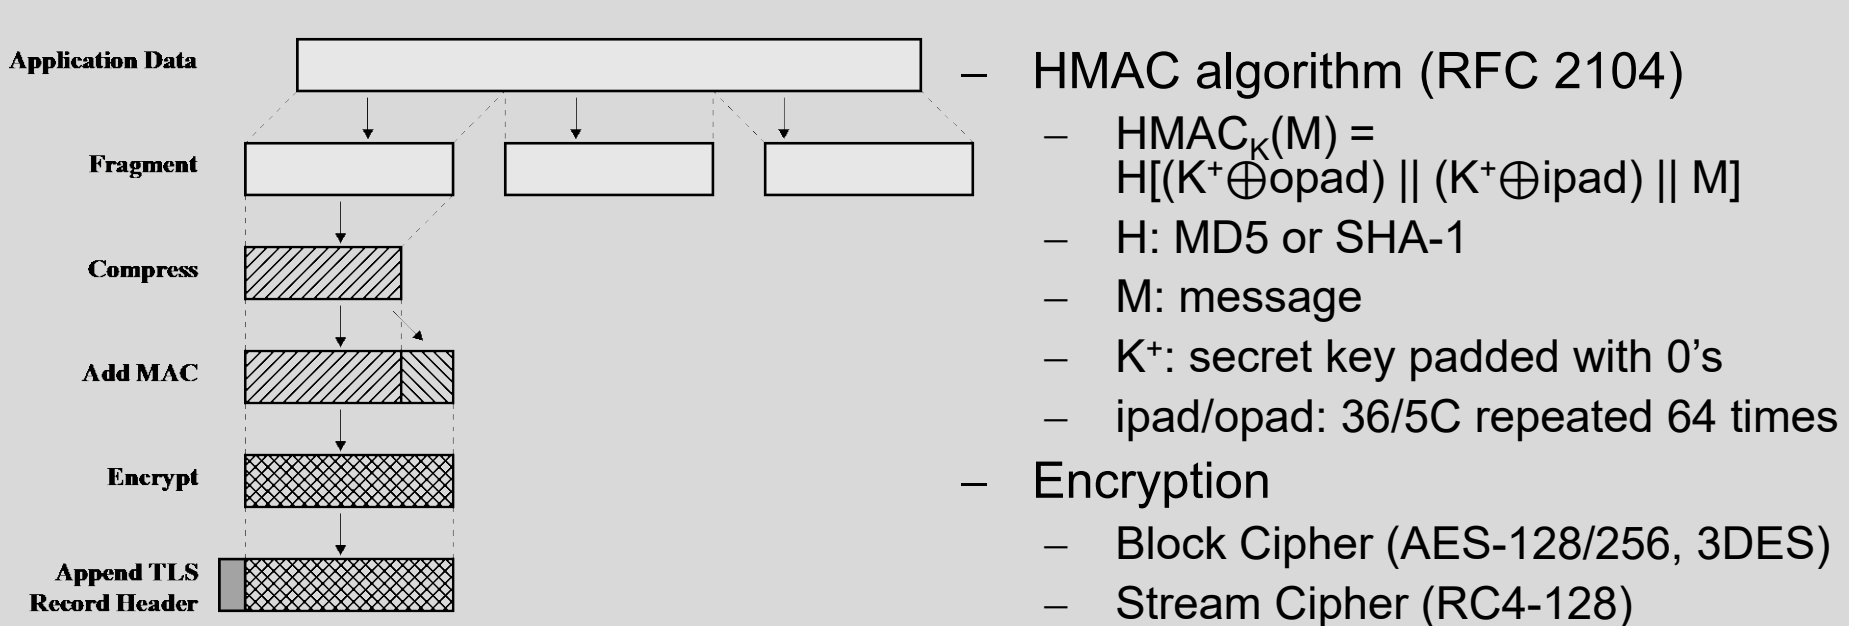 Application Data
Fragment
Compress
Add MAC
Encrypt
Append TLS
Record Header
– HMAC algorithm (RFC 2104)
– HMAC_K(M) =
H[(K⁺⊕opad) || (K⁺⊕ipad) || M]
– H: MD5 or SHA-1
– M: message
– K⁺: secret key padded with 0’s
– ipad/opad: 36/5C repeated 64 times
– Encryption
– Block Cipher (AES-128/256, 3DES)
– Stream Cipher (RC4-128)